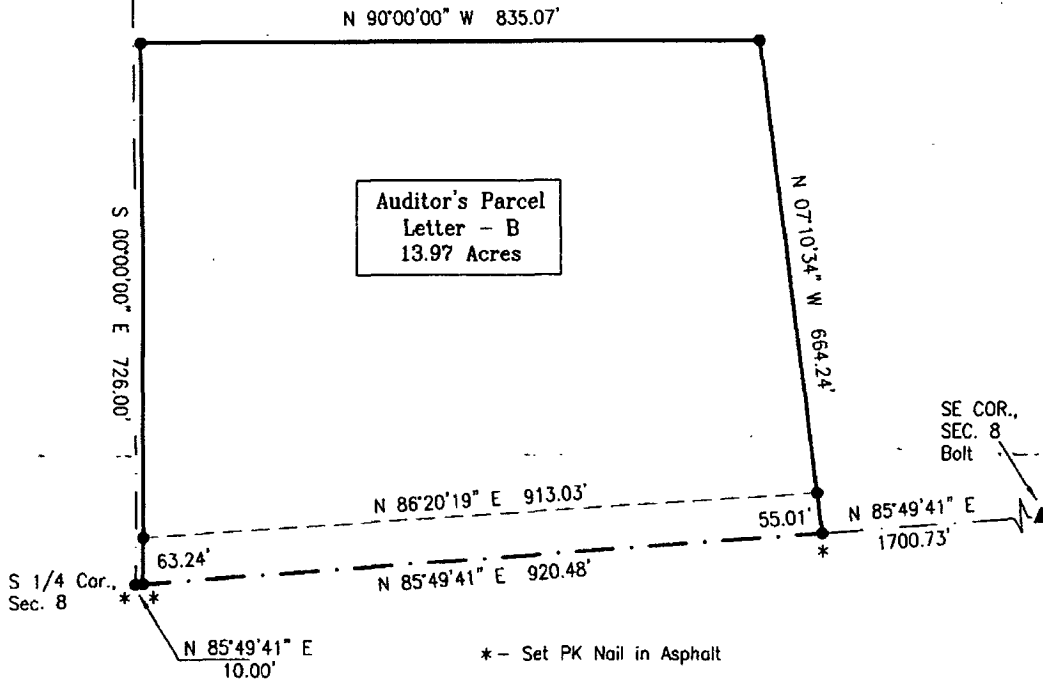 N 90°00'00" W 835.07'
S 00°00'00" E 726.00'
Auditor's Parcel
Letter - B
13.97 Acres
N 07°10'34" W 664.24'
SE COR.,
SEC. 8
Bolt
N 86°20'19" E 913.03'
55.01'
N 85°49'41" E
1700.73'
63.24'
N 85°49'41" E 920.48'
*
S 1/4 Cor.,
Sec. 8
* *
N 85°49'41" E
10.00'
* - Set PK Nail in Asphalt